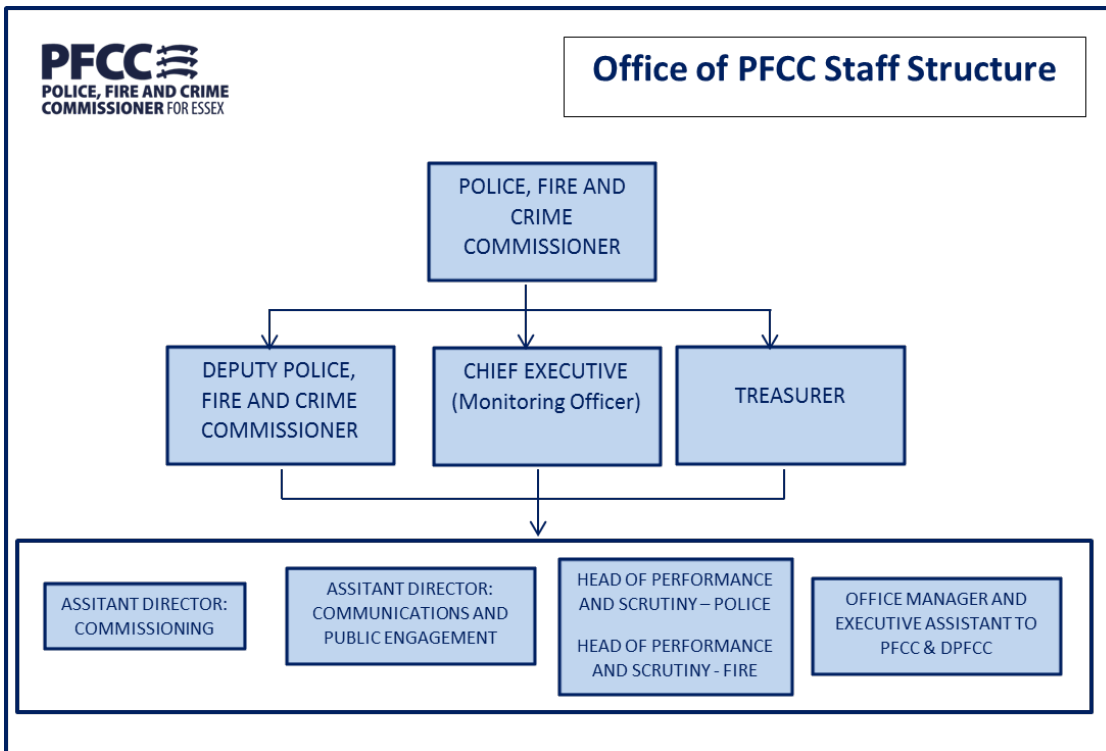 PFCC
POLICE, FIRE AND CRIME
COMMISSIONER FOR ESSEX
Office of PFCC Staff Structure
POLICE, FIRE AND
CRIME
COMMISSIONER
DEPUTY POLICE,
FIRE AND CRIME
COMMISSIONER
CHIEF EXECUTIVE
(Monitoring Officer)
TREASURER
ASSITANT DIRECTOR:
COMMISSIONING
ASSITANT DIRECTOR:
COMMUNICATIONS AND
PUBLIC ENGAGEMENT
HEAD OF PERFORMANCE
AND SCRUTINY – POLICE
HEAD OF PERFORMANCE
AND SCRUTINY - FIRE
OFFICE MANAGER AND
EXECUTIVE ASSISTANT TO
PFCC & DPFCC